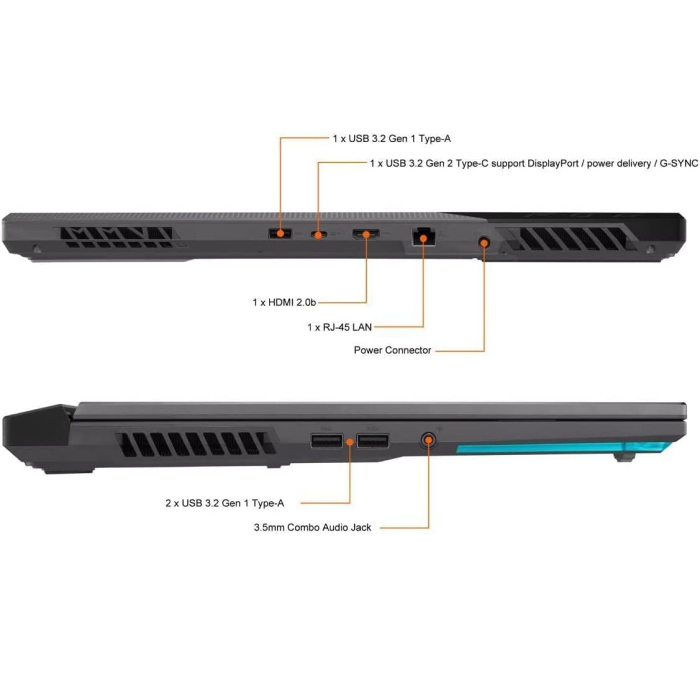 1 x USB 3.2 Gen 1 Type-A
1 x USB 3.2 Gen 2 Type-C support DisplayPort / power delivery / G-SYNC
1 x HDMI 2.0b
1 x RJ-45 LAN
Power Connector
2 x USB 3.2 Gen 1 Type-A
3.5mm Combo Audio Jack